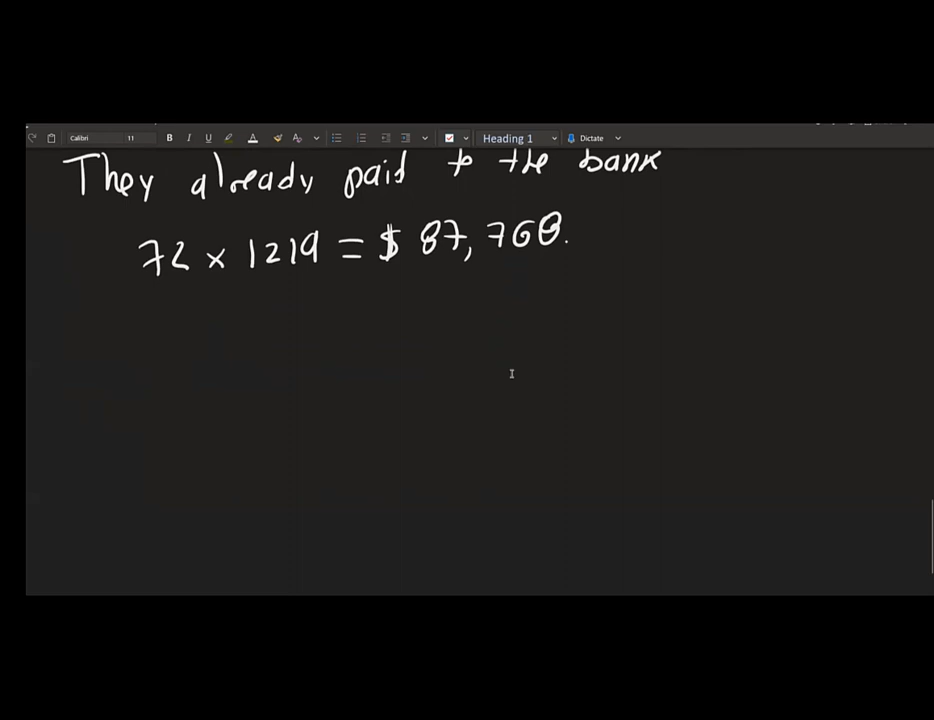 Calibri 11 B I U A Heading 1 Dictate
They already paid to the bank
72 x 1219 = $ 87, 768.